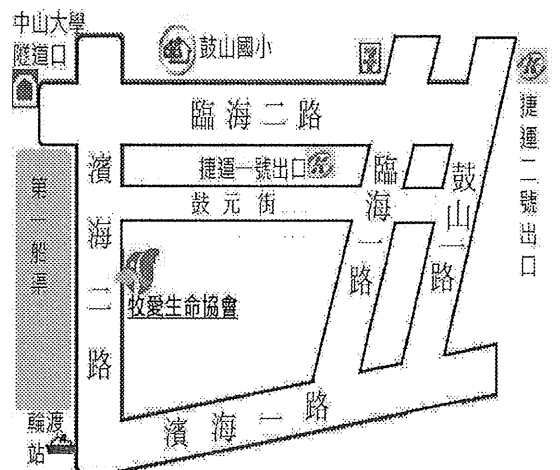 中山大學
隧道口
鼓山國小
臨海二路
捷運二號出口
濱海二路
捷運一號出口
臨海一路
鼓山一路
鼓元街
第一船渠
牧愛生命協會
濱海一路
輪渡
站